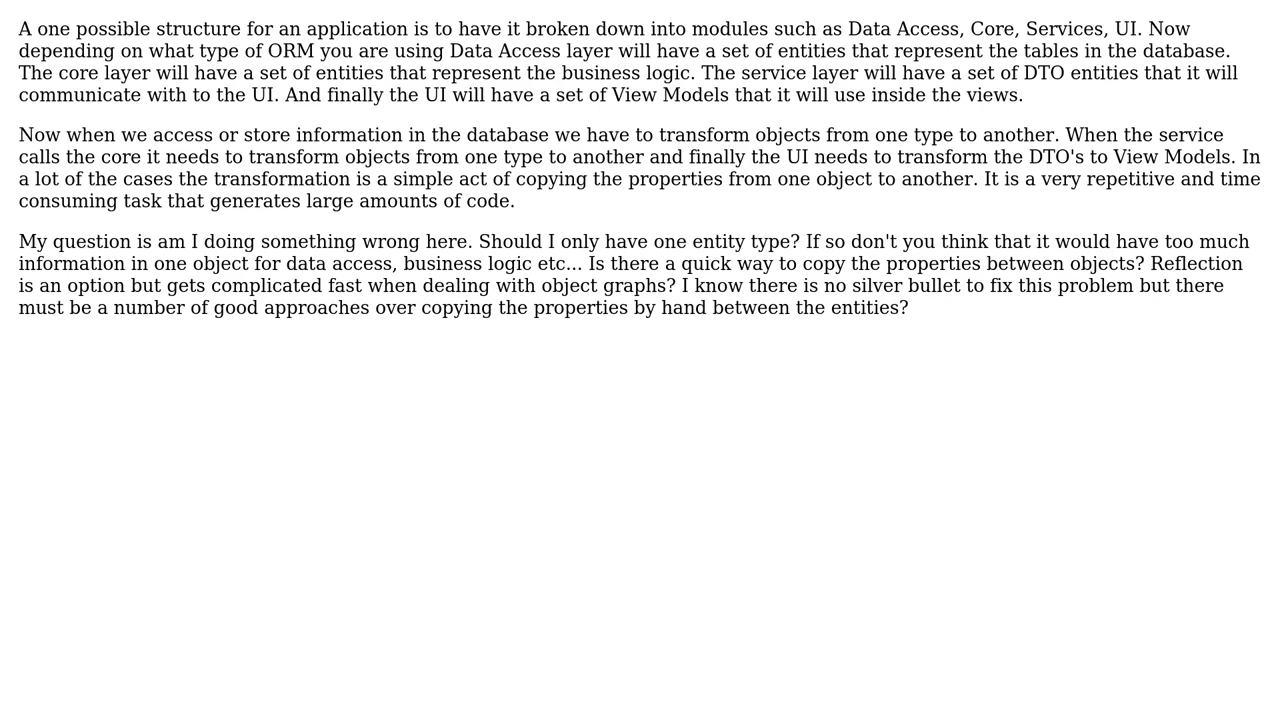 A one possible structure for an application is to have it broken down into modules such as Data Access, Core, Services, UI. Now
depending on what type of ORM you are using Data Access layer will have a set of entities that represent the tables in the database.
The core layer will have a set of entities that represent the business logic. The service layer will have a set of DTO entities that it will
communicate with to the UI. And finally the UI will have a set of View Models that it will use inside the views.
Now when we access or store information in the database we have to transform objects from one type to another. When the service
calls the core it needs to transform objects from one type to another and finally the UI needs to transform the DTO's to View Models. In
a lot of the cases the transformation is a simple act of copying the properties from one object to another. It is a very repetitive and time
consuming task that generates large amounts of code.
My question is am I doing something wrong here. Should I only have one entity type? If so don't you think that it would have too much
information in one object for data access, business logic etc... Is there a quick way to copy the properties between objects? Reflection
is an option but gets complicated fast when dealing with object graphs? I know there is no silver bullet to fix this problem but there
must be a number of good approaches over copying the properties by hand between the entities?